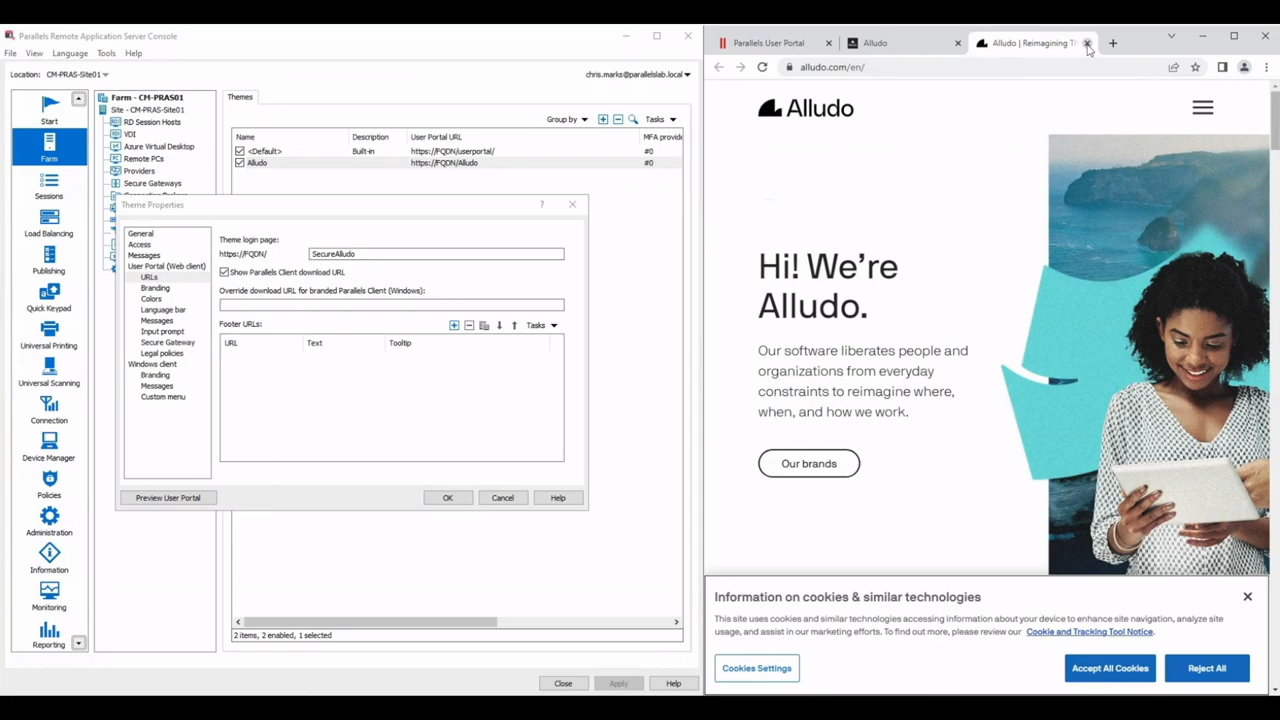 Parallels Remote Application Server Console
File View Language Tools Help
Location: CM-PRAS-Site01
chris.marks@parallelslab.local
Start
Farm
Sessions
Load Balancing
Publishing
Quick Keypad
Universal Printing
Universal Scanning
Connection
Device Manager
Policies
Administration
Information
Monitoring
Reporting
Farm - CM-PRAS01
Site - CM-PRAS-Site01
RD Session Hosts
VDI
Azure Virtual Desktop
Remote PCs
Providers
Secure Gateways
Themes
Group by Tasks
Name Description User Portal URL MFA provide
<Default> Built-in https://FQDN/userportal/ #0
Alludo https://FQDN/Alludo #0
Theme Properties
General
Access
Messages
User Portal (Web client)
URLs
Branding
Colors
Language bar
Messages
Input prompt
Secure Gateway
Legal policies
Windows client
Branding
Messages
Custom menu
Theme login page:
https://FQDN/ SecureAlludo
Show Parallels Client download URL
Override download URL for branded Parallels Client (Windows):
Footer URLs: Tasks
URL Text Tooltip
Preview User Portal OK Cancel Help
2 items, 2 enabled, 1 selected
Close Apply Help
Parallels User Portal
Alludo
Alludo | Reimagining Th
alludo.com/en/
Alludo
Hi! We're
Alludo.
Our software liberates people and
organizations from everyday
constraints to reimagine where,
when, and how we work.
Our brands
Information on cookies & similar technologies
This site uses cookies and similar technologies accessing information about your device to enhance site navigation, analyze site
usage, and assist in our marketing efforts. To find out more, please review our Cookie and Tracking Tool Notice.
Cookies Settings Accept All Cookies Reject All